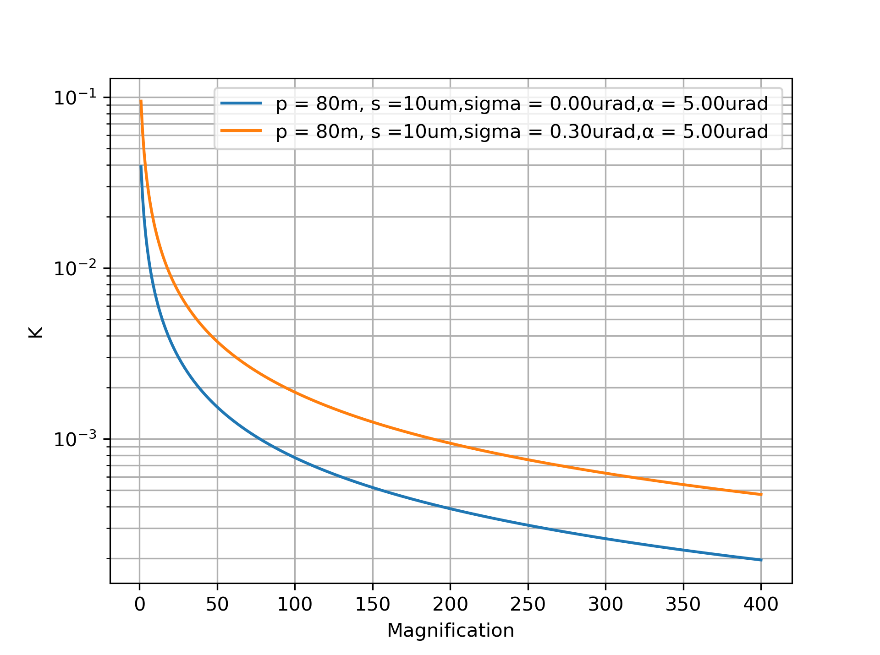 p = 80m, s =10um,sigma = 0.00urad,α = 5.00urad
p = 80m, s =10um,sigma = 0.30urad,α = 5.00urad
10⁻¹
10⁻²
10⁻³
K
0 50 100 150 200 250 300 350 400
Magnification